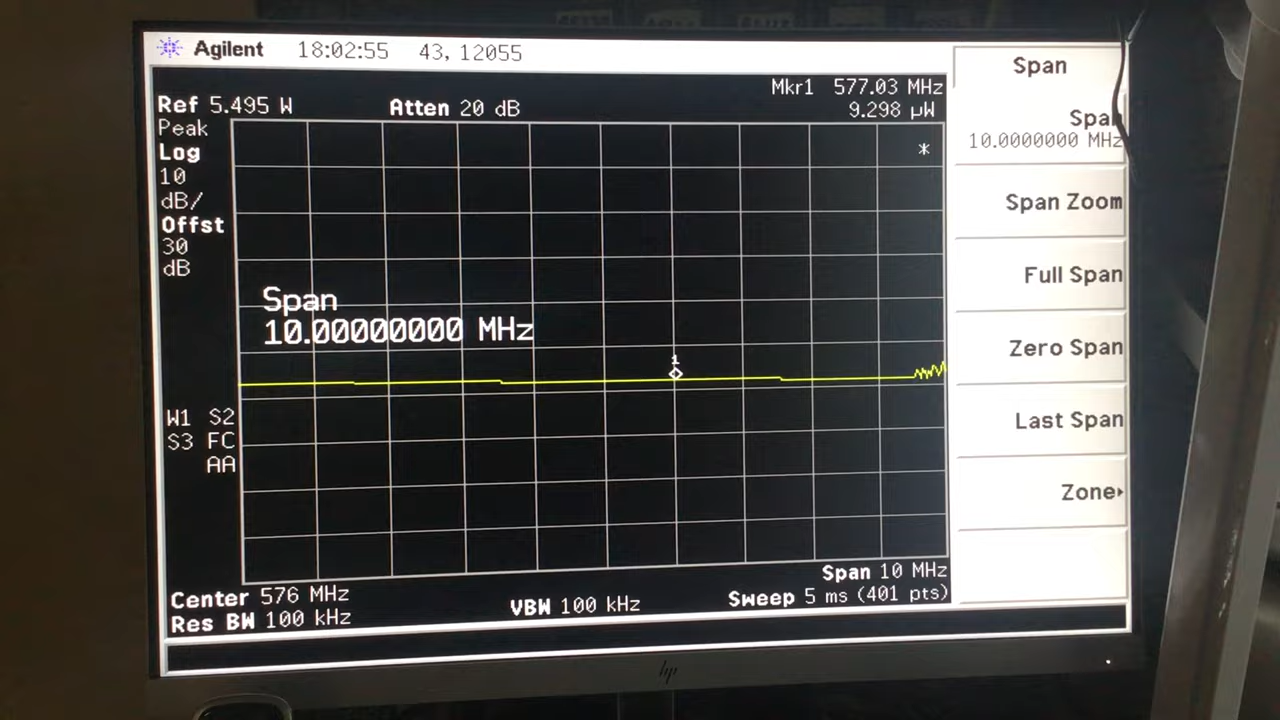 Agilent 18:02:55 43, 12055
Mkr1 577.03 MHz
Ref 5.495 W Atten 20 dB 9.298 µW
Peak
Log
10
dB/
Offst
30
dB
*
Span
10.00000000 MHz
1
W1 S2
S3 FC
AA
Center 576 MHz Span 10 MHz
Res BW 100 kHz VBW 100 kHz Sweep 5 ms (401 pts)
Span
Span
10.0000000 MHz
Span Zoom
Full Span
Zero Span
Last Span
Zone
hp